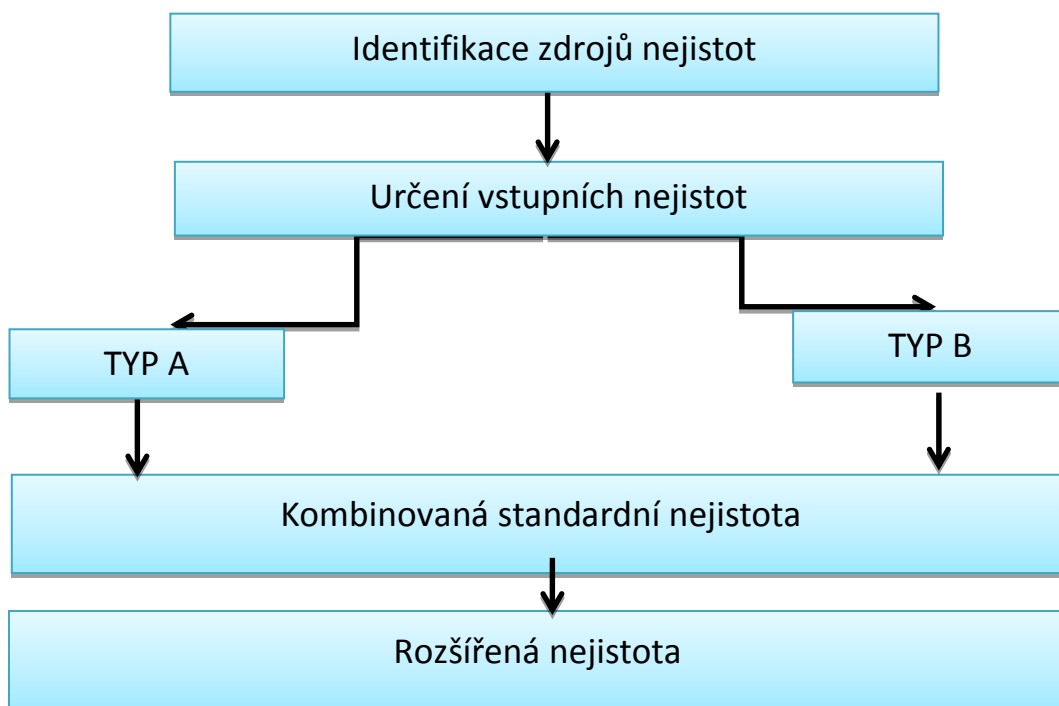 Identifikace zdrojů nejistot
Určení vstupních nejistot
TYP A
TYP B
Kombinovaná standardní nejistota
Rozšířená nejistota